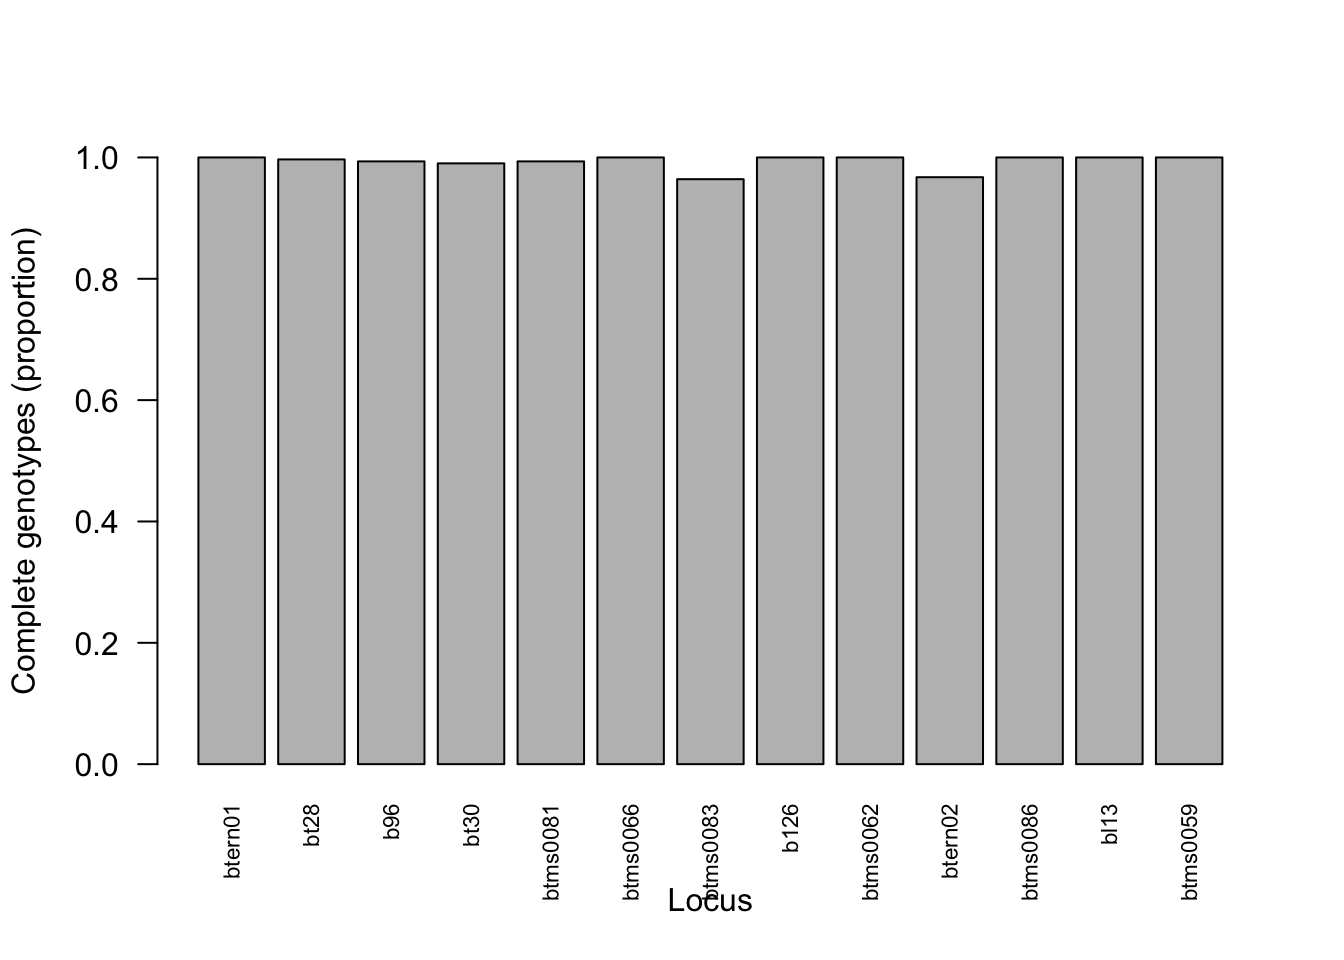 Complete genotypes (proportion)
1.0
0.8
0.6
0.4
0.2
0.0
btern01
bt28
b96
bt30
btms0081
btms0066
btms0083
b126
btms0062
btern02
btms0086
bl13
btms0059
Locus